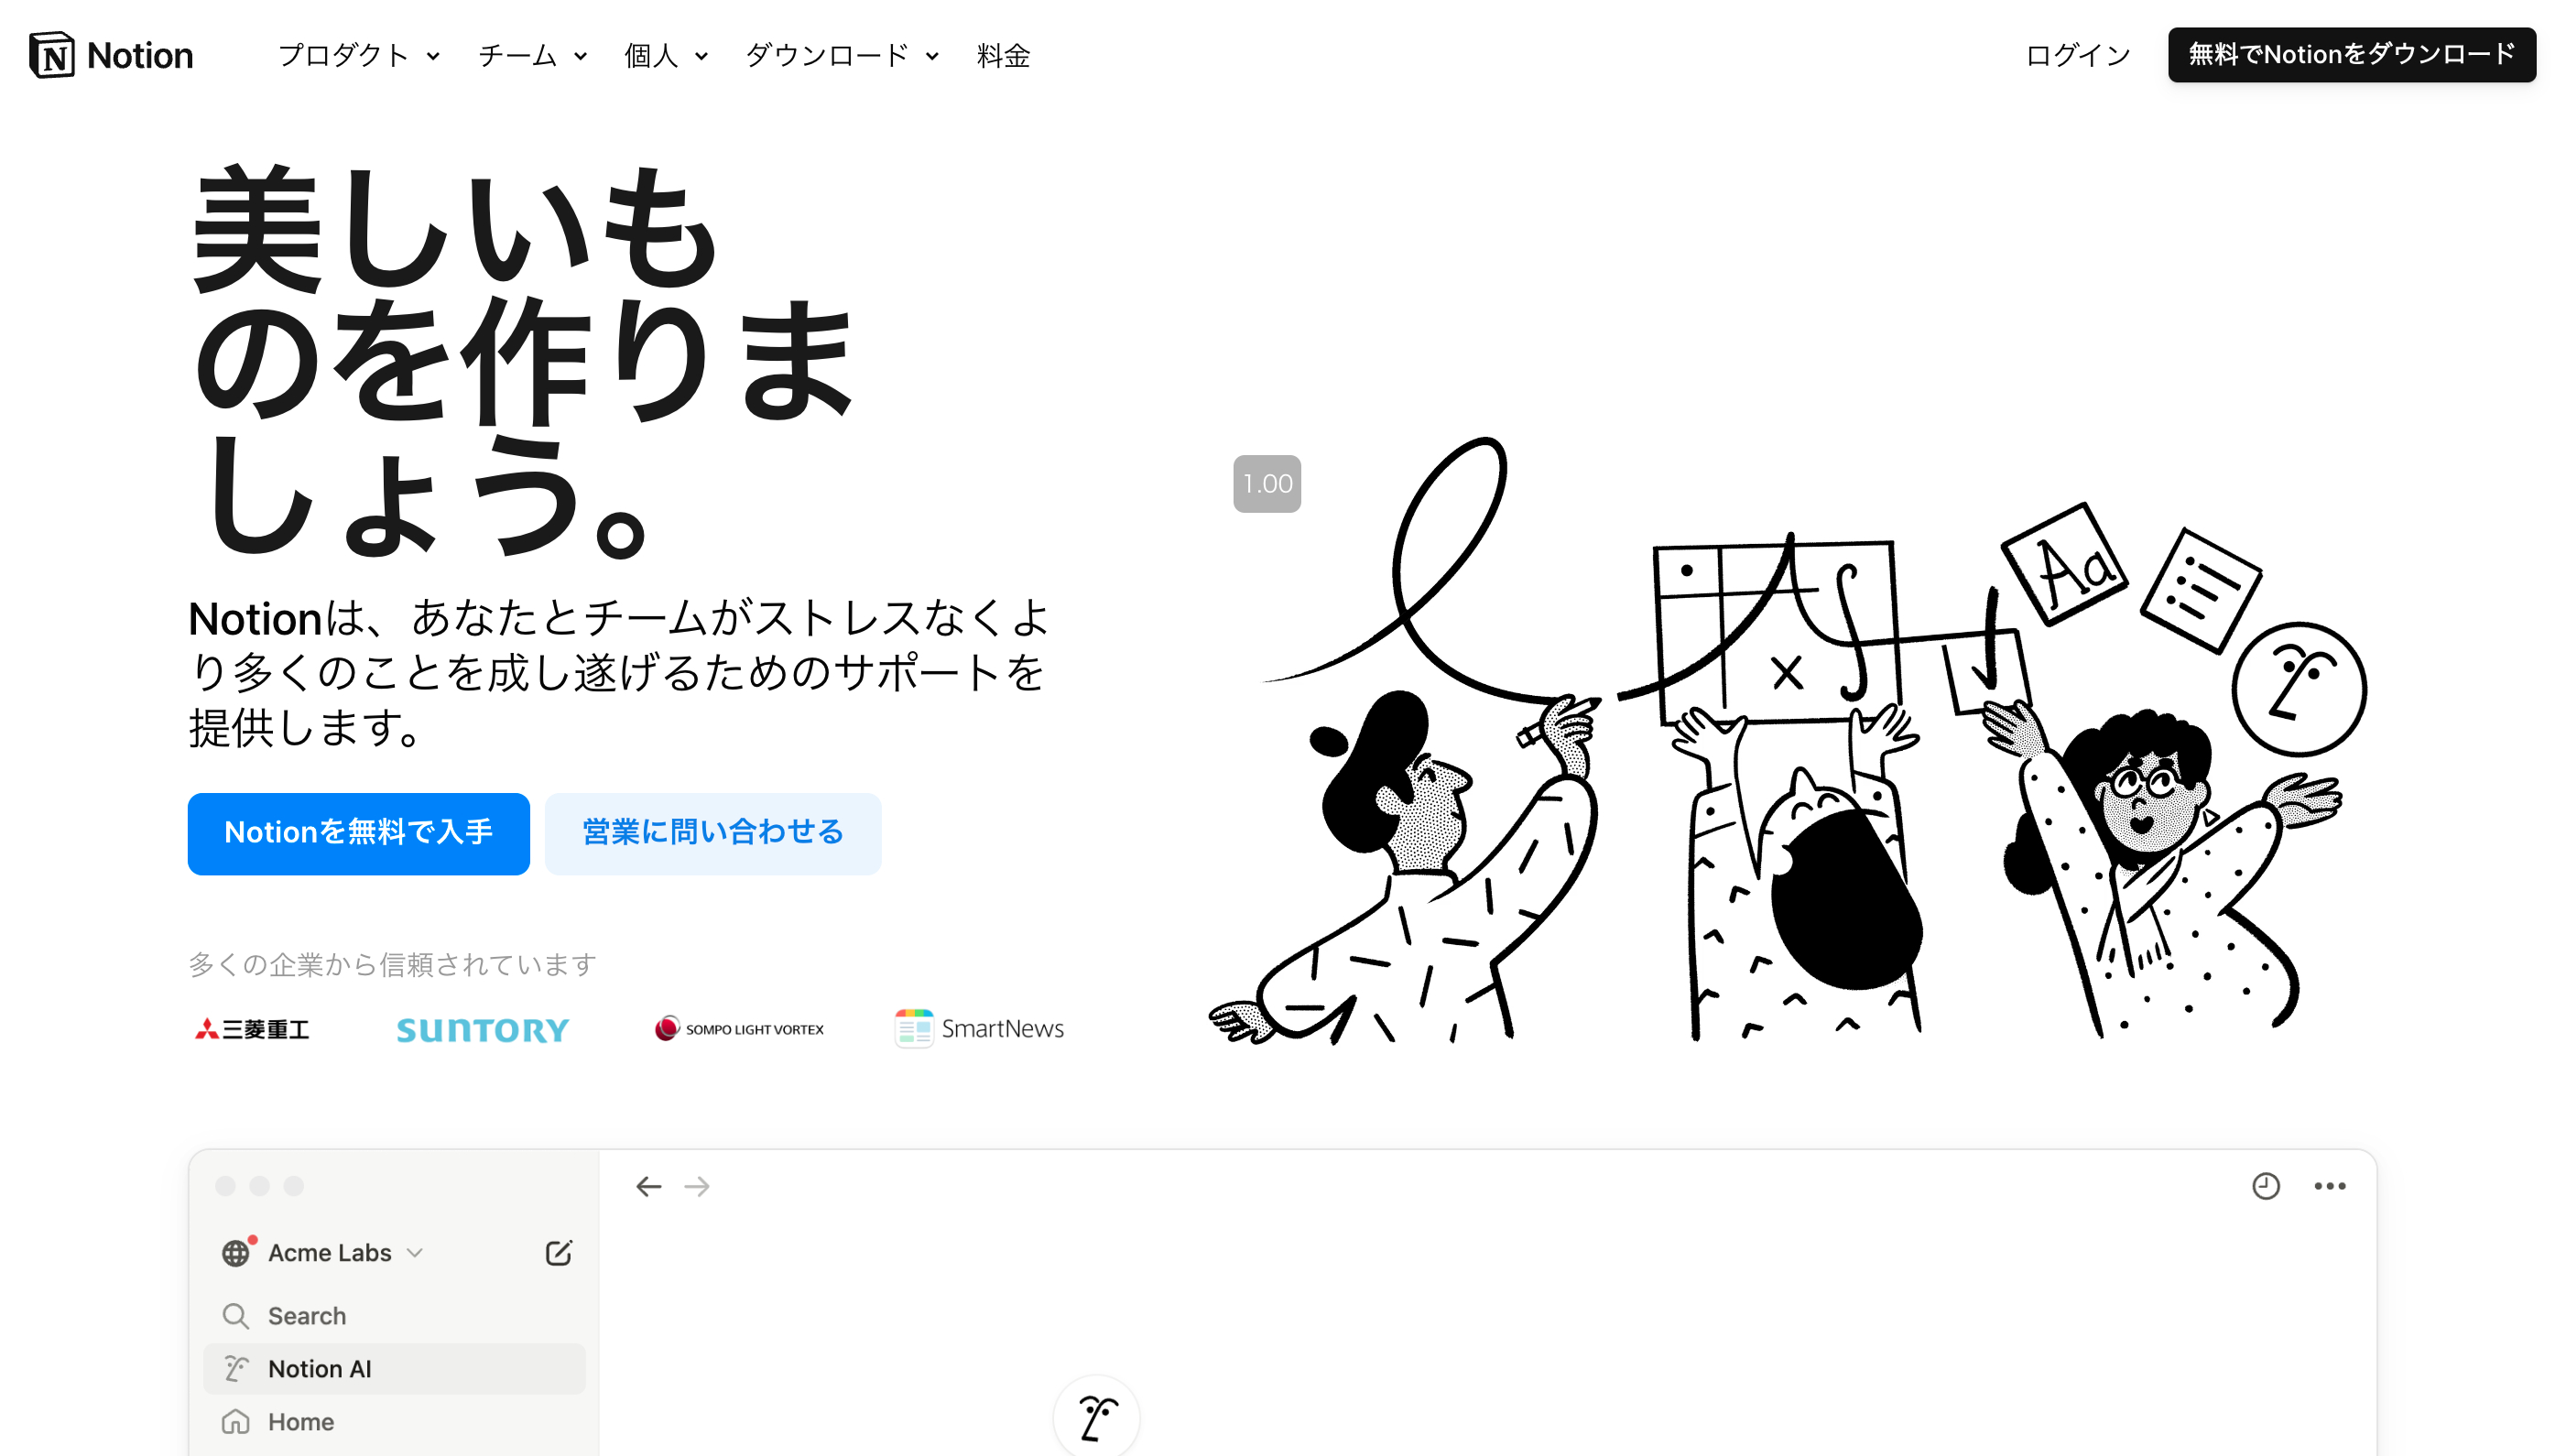 Notion
プロダクト チーム 個人 ダウンロード 料金
ログイン 無料でNotionをダウンロード
美しいも
のを作りま
しょう。
Notionは、あなたとチームがストレスなくよ
り多くのことを成し遂げるためのサポートを
提供します。
Notionを無料で入手 営業に問い合わせる
多くの企業から信頼されています
三菱重工 SUNTORY SOMPO LIGHT VORTEX SmartNews
1.00
x
Aa
Acme Labs
Search
Notion AI
Home